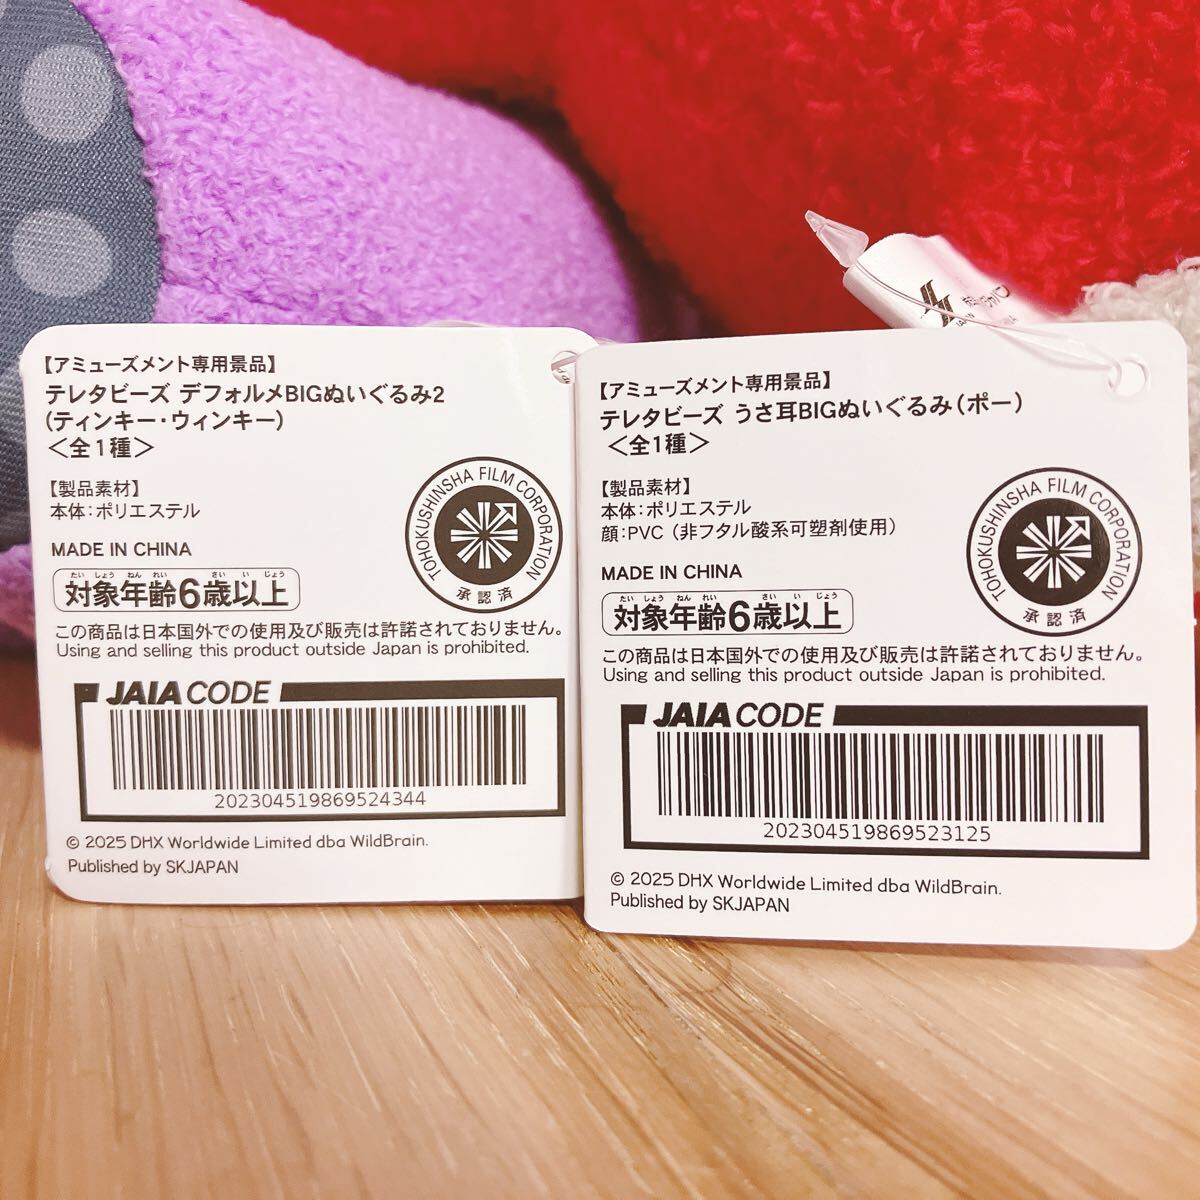 【アミューズメント専用景品】
テレタビーズ デフォルメBIGぬいぐるみ2
(ティンキー・ウィンキー)
＜全1種＞
【製品素材】
本体：ポリエステル
MADE IN CHINA
たい しょう ねん れい さい い じょう
対象年齢6歳以上
TOHOKUSHINSHA FILM CORPORATION
承認済
この商品は日本国外での使用及び販売は許諾されておりません。
Using and selling this product outside Japan is prohibited.
JAIA CODE
202304519869524344
© 2025 DHX Worldwide Limited dba WildBrain.
Published by SKJAPAN
【アミューズメント専用景品】
テレタビーズ うさ耳BIGぬいぐるみ(ポー)
＜全1種＞
【製品素材】
本体：ポリエステル
顔：PVC (非フタル酸系可塑剤使用)
MADE IN CHINA
たい しょう ねん れい さい い じょう
対象年齢6歳以上
TOHOKUSHINSHA FILM CORPORATION
承認済
この商品は日本国外での使用及び販売は許諾されておりません。
Using and selling this product outside Japan is prohibited.
JAIA CODE
202304519869523125
© 2025 DHX Worldwide Limited dba WildBrain.
Published by SKJAPAN